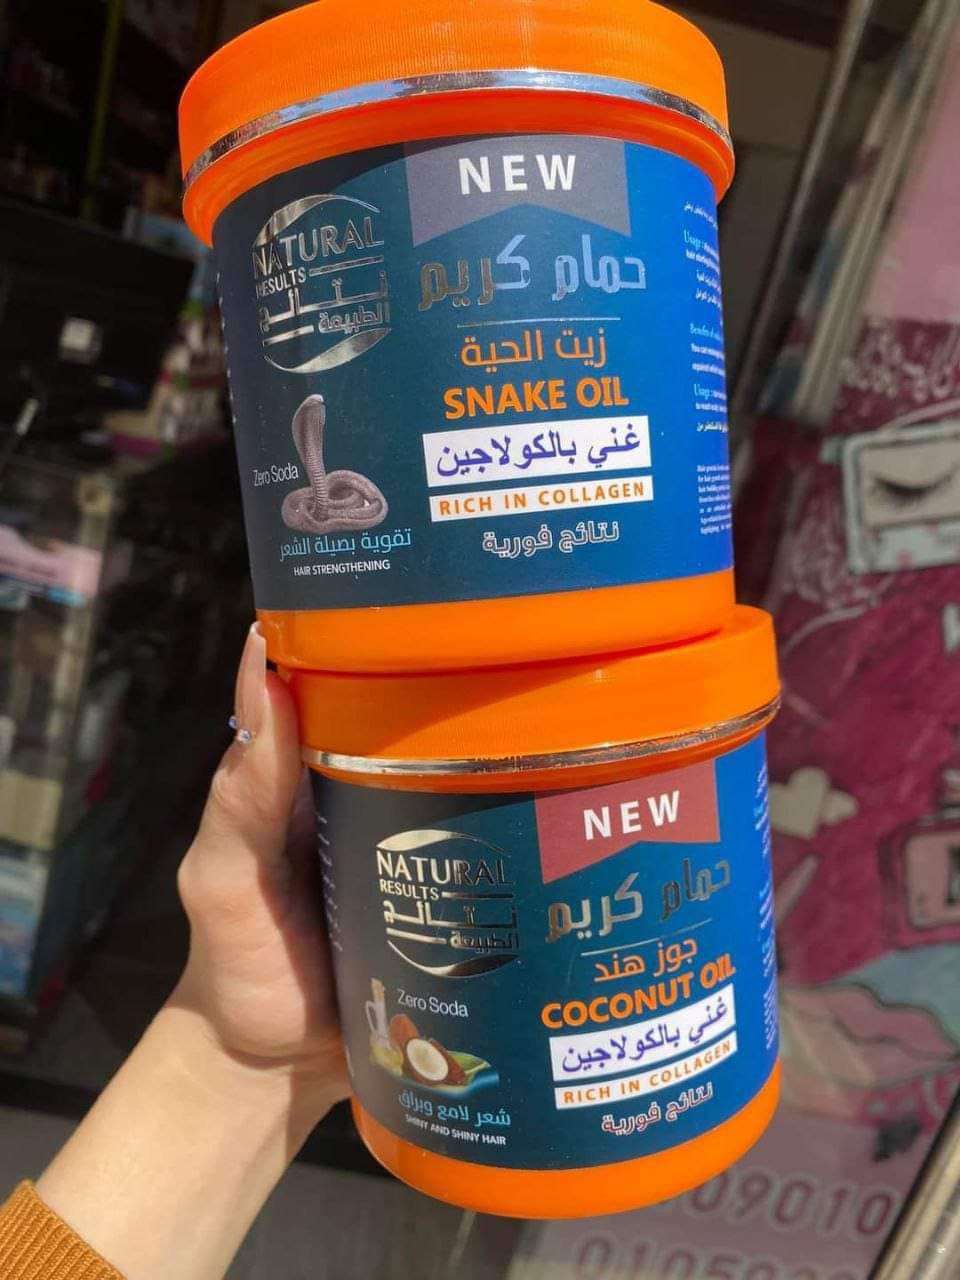 NEW
NATURAL
RESULTS
نتائج
الطبيعة
حمام كريم
زيت الحية
SNAKE OIL
غني بالكولاجين
RICH IN COLLAGEN
نتائج فورية
Zero Soda
تقوية بصيلة الشعر
HAIR STRENGTHENING
Usage :
NEW
NATURAL
RESULTS
نتائج
الطبيعة
حمام كريم
جوز هند
COCONUT OIL
غني بالكولاجين
RICH IN COLLAGEN
نتائج فورية
Zero Soda
شعر لامع وبراق
SHINY AND SHINY HAIR
09010